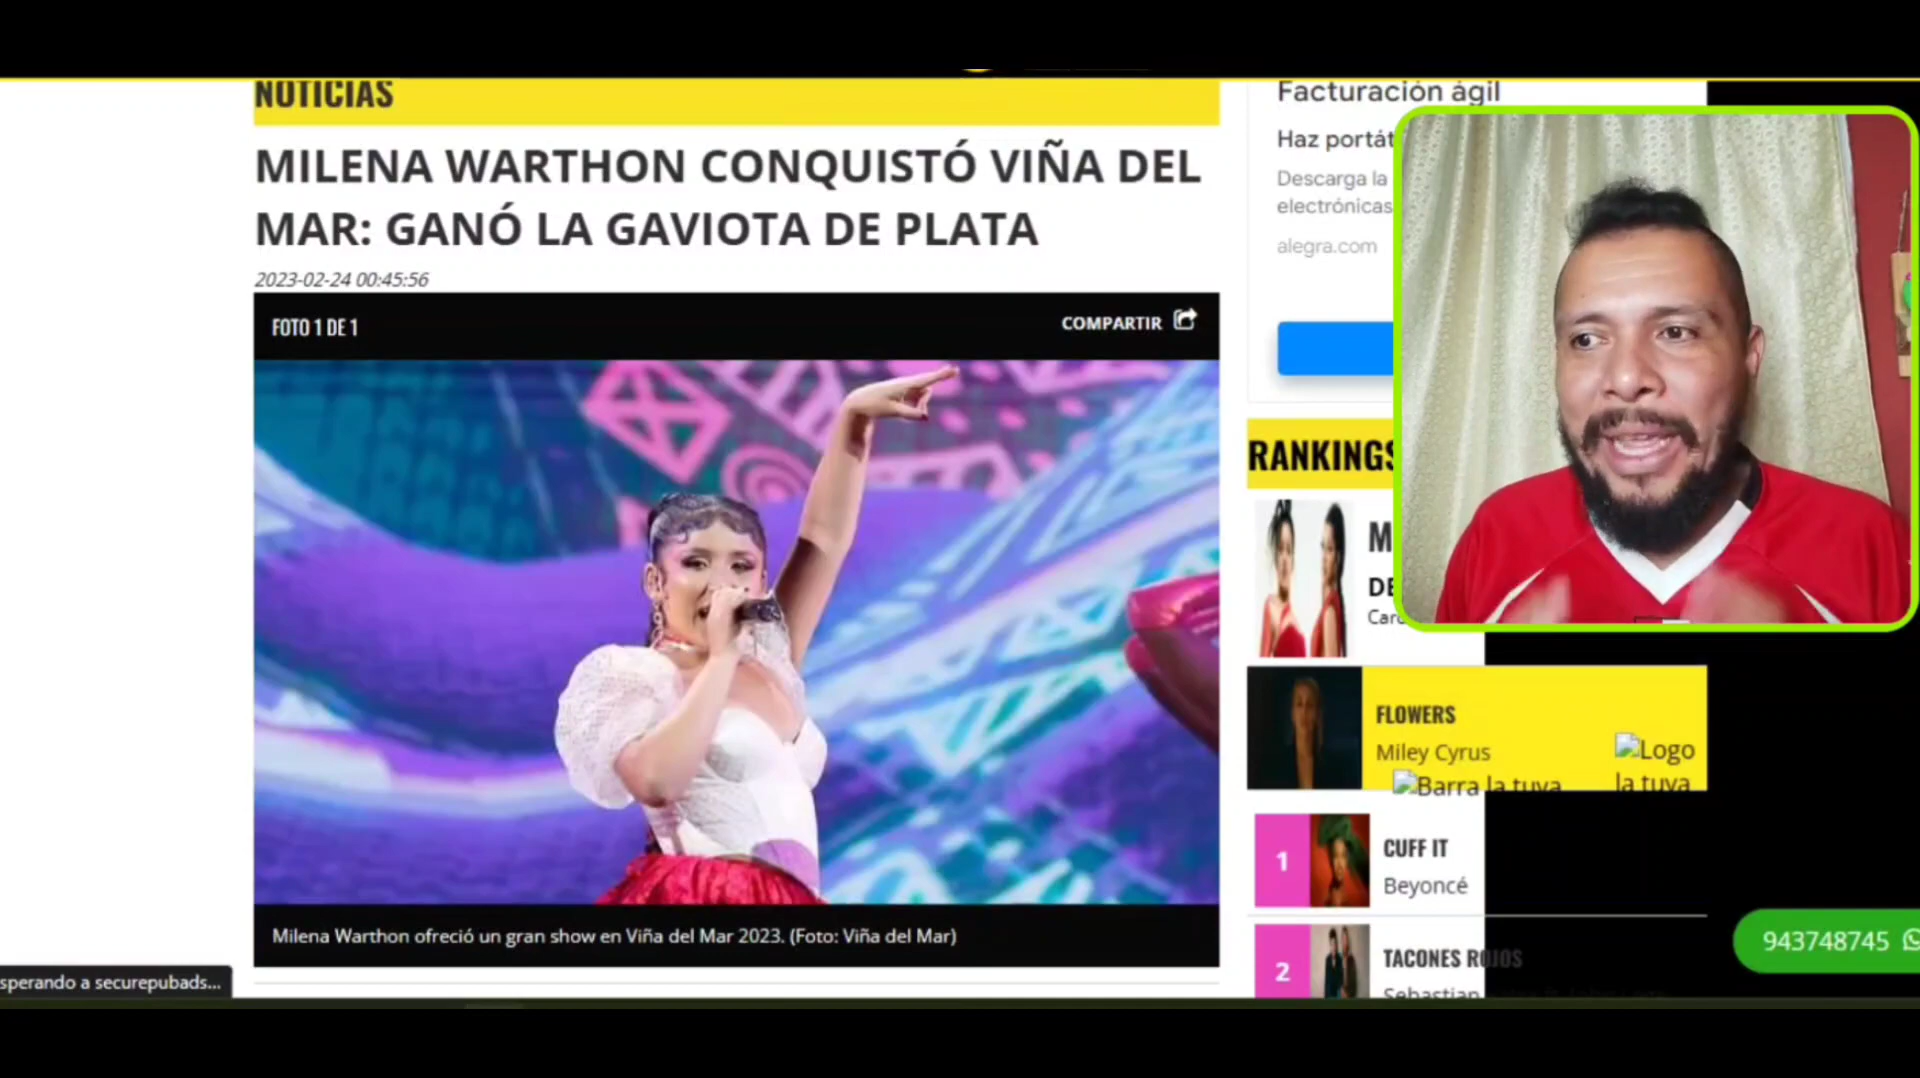 NOTICIAS
MILENA WARTHON CONQUISTÓ VIÑA DEL
MAR: GANÓ LA GAVIOTA DE PLATA
2023-02-24 00:45:56
FOTO 1 DE 1
COMPARTIR
Milena Warthon ofreció un gran show en Viña del Mar 2023. (Foto: Viña del Mar)
sperando a securepubads...
Facturación ágil
Haz portát
Descarga la
electrónicas
alegra.com
RANKINGS
M
DE
FLOWERS
Miley Cyrus
Logo
la tuya
Barra la tuya
1
CUFF IT
Beyoncé
2
TACONES ROJOS
Sebastian
943748745